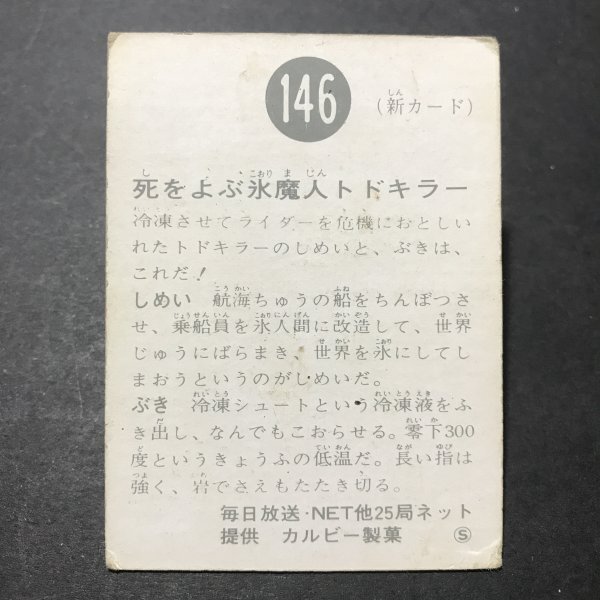 146
(新カード)
死をよぶ氷魔人トドキラー
冷凍させてライダーを危機におとしい
れたトドキラーのしめいと、ぶきは、
これだ!
しめい 航海ちゅうの船をちんぼつさ
せ、乗船員を氷人間に改造して、世界
じゅうにばらまき、世界を氷にしてし
まおうというのがしめいだ。
ぶき 冷凍シュートという冷凍液をふ
き出し、なんでもこおらせる。零下300
度というきょうふの低温だ。長い指は
強く、岩でさえもたたき切る。
毎日放送・NET他25局ネット
提供 カルビー製菓 Ⓢ